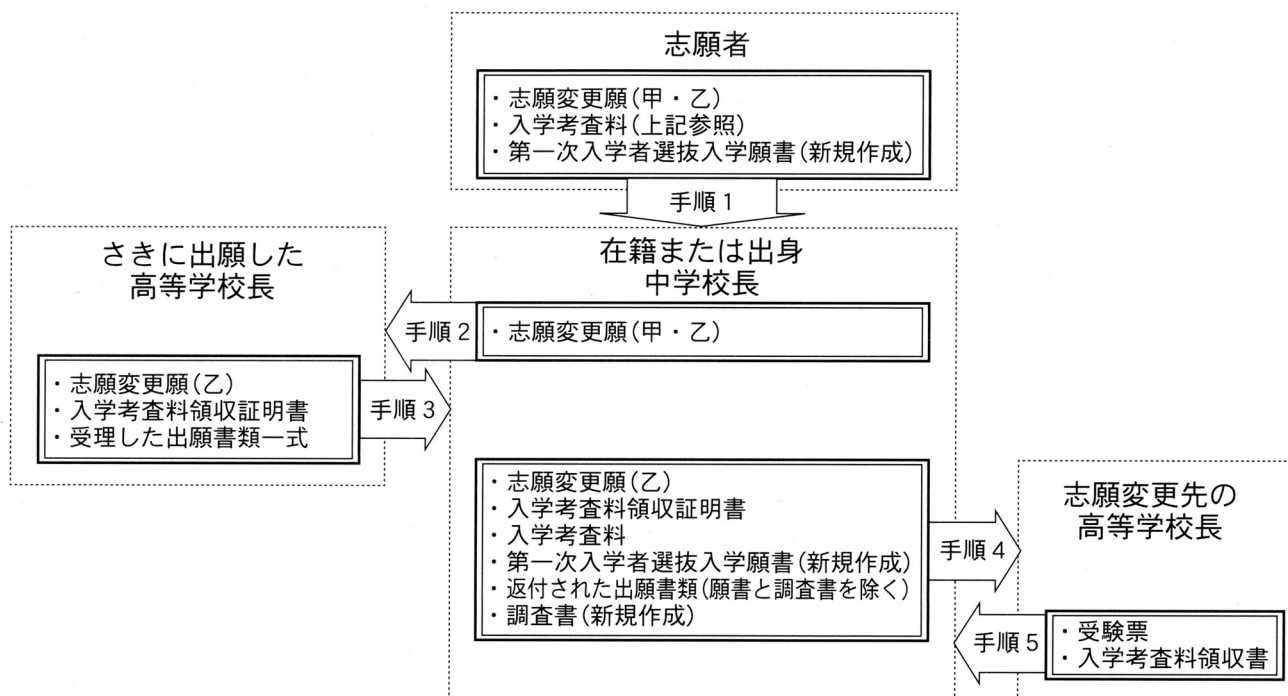 志願者
・志願変更願(甲・乙)
・入学考査料(上記参照)
・第一次入学者選抜入学願書(新規作成)
手順1
さきに出願した
高等学校長
在籍または出身
中学校長
手順2
・志願変更願(甲・乙)
・志願変更願(乙)
・入学考査料領収証明書
・受理した出願書類一式
手順3
・志願変更願(乙)
・入学考査料領収証明書
・入学考査料
・第一次入学者選抜入学願書(新規作成)
・返付された出願書類(願書と調査書を除く)
・調査書(新規作成)
手順4
志願変更先の
高等学校長
手順5
・受験票
・入学考査料領収書